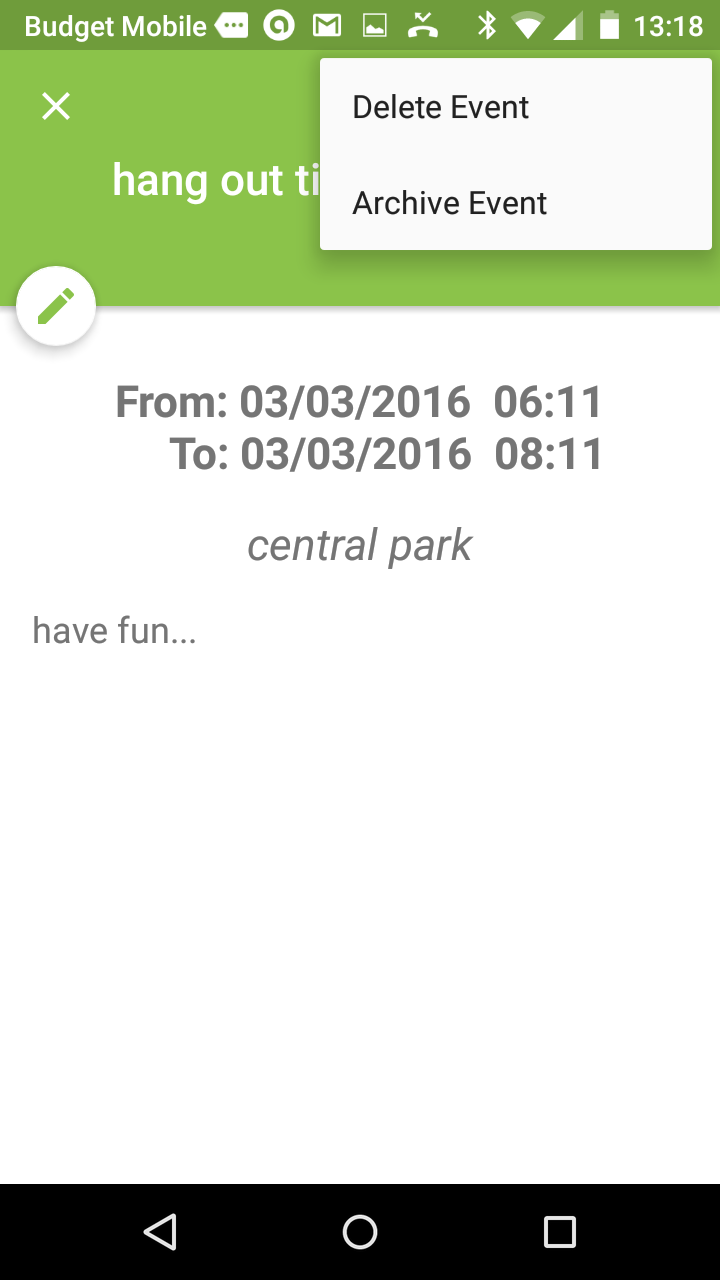 Budget Mobile 13:18
Delete Event
hang out ti
Archive Event
From: 03/03/2016 06:11
To: 03/03/2016 08:11
central park
have fun...